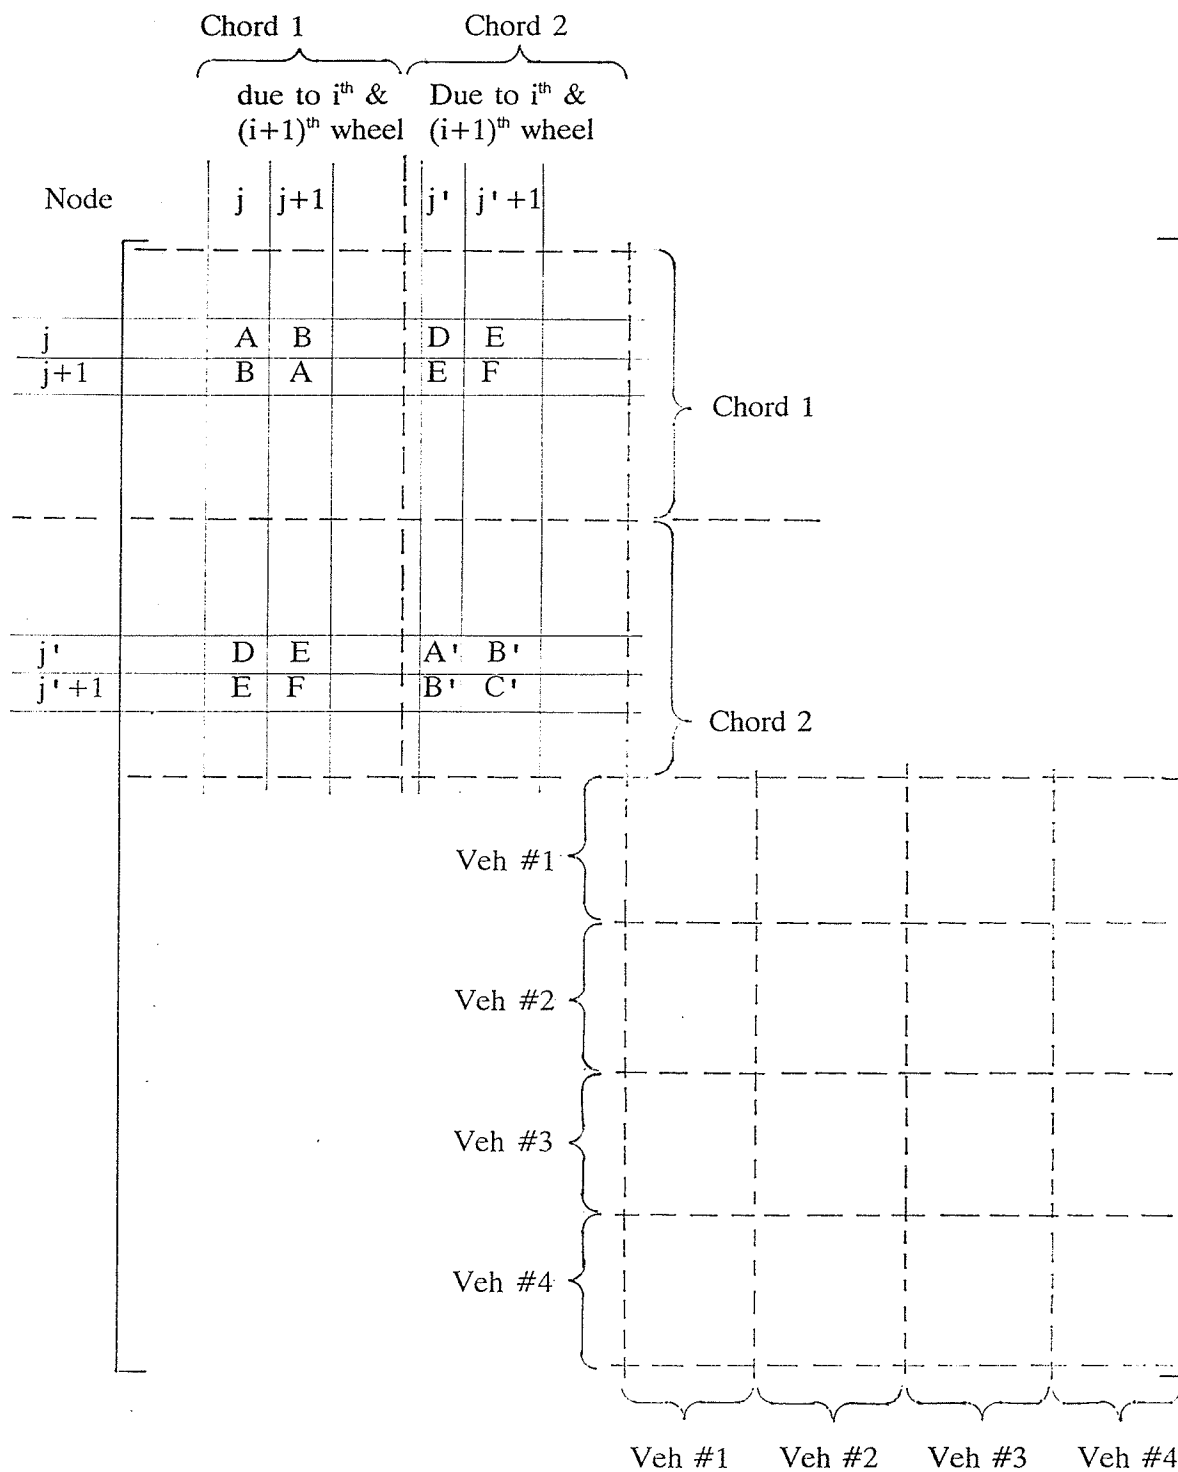 Chord 1 Chord 2
due to iᵗʰ & Due to iᵗʰ &
(i+1)ᵗʰ wheel (i+1)ᵗʰ wheel
Node j j+1 j' j'+1
j A B D E
j+1 B A E F
Chord 1
j' D E A' B'
j'+1 E F B' C'
Chord 2
Veh #1
Veh #2
Veh #3
Veh #4
Veh #1 Veh #2 Veh #3 Veh #4